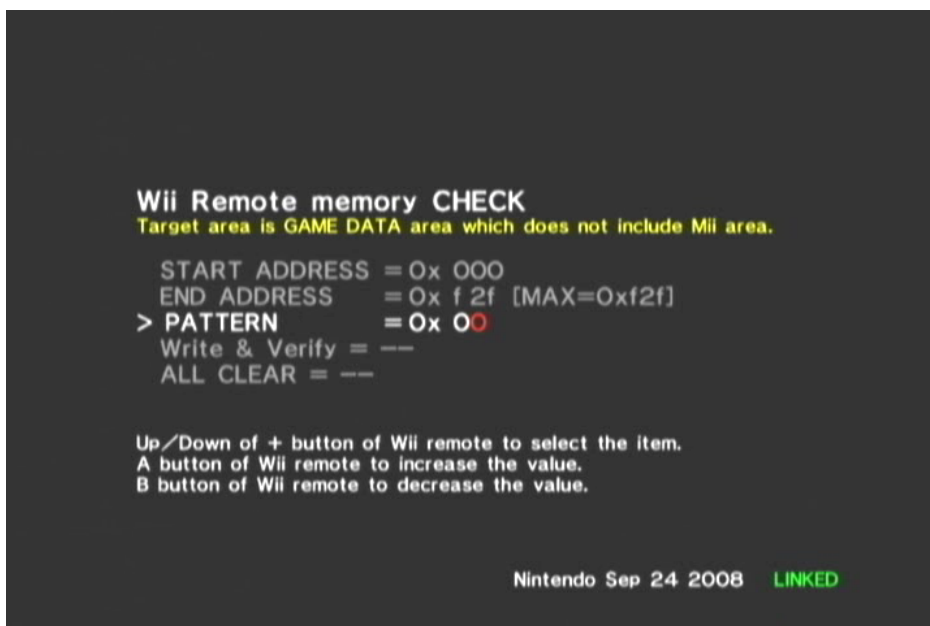 Wii Remote memory CHECK
Target area is GAME DATA area which does not include Mii area.
START ADDRESS = 0x 000
END ADDRESS = 0x f2f [MAX=0xf2f]
> PATTERN = 0x 00
Write & Verify = --
ALL CLEAR = --
Up/Down of + button of Wii remote to select the item.
A button of Wii remote to increase the value.
B button of Wii remote to decrease the value.
Nintendo Sep 24 2008 LINKED